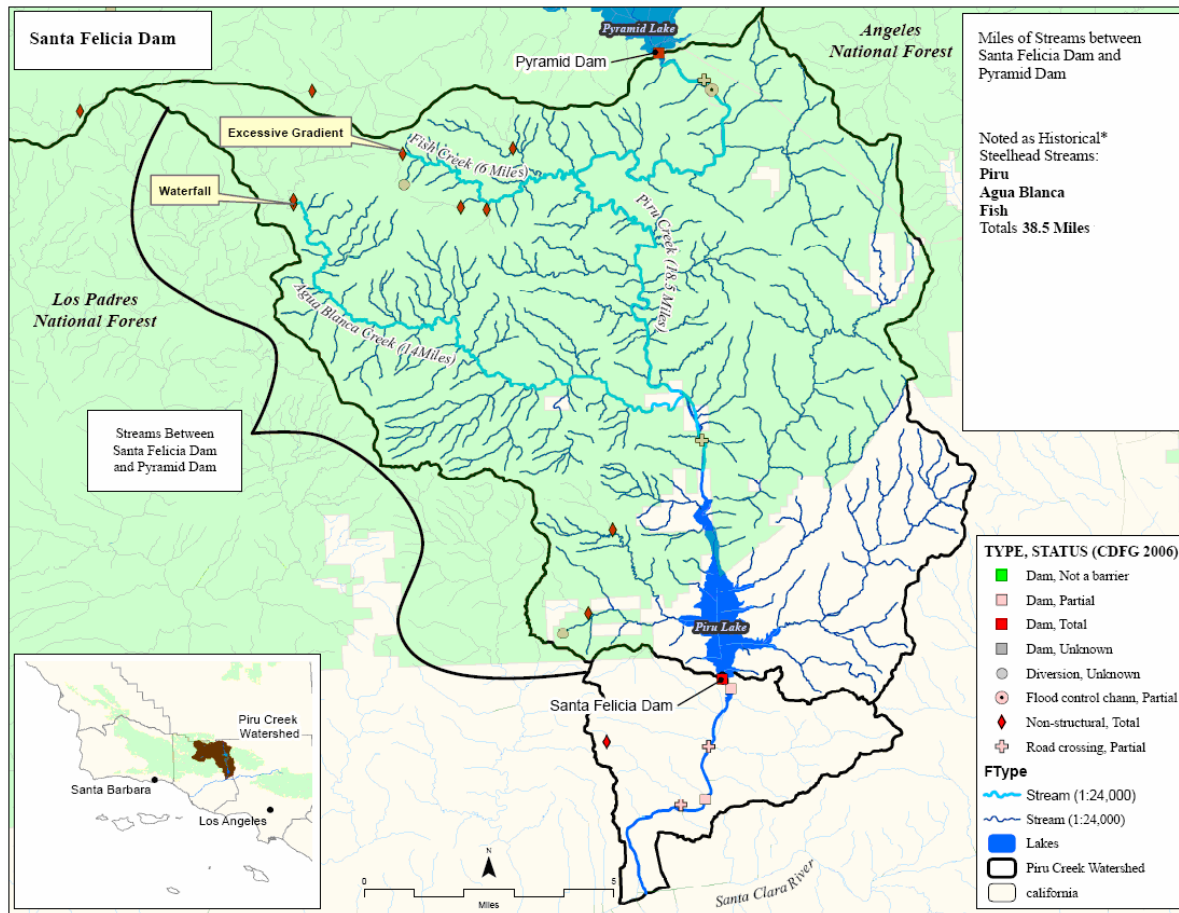 Santa Felicia Dam
Pyramid Lake
Pyramid Dam
Angeles
National Forest
Miles of Streams between
Santa Felicia Dam and
Pyramid Dam
Noted as Historical*
Steelhead Streams:
Piru
Agua Blanca
Fish
Totals 38.5 Miles
Excessive Gradient
Fish Creek (6 Miles)
Waterfall
Piru Creek (18.5 Miles)
Los Padres
National Forest
Agua Blanca Creek (14Miles)
Streams Between
Santa Felicia Dam
and Pyramid Dam
Piru Lake
Santa Felicia Dam
TYPE, STATUS (CDFG 2006)
Dam, Not a barrier
Dam, Partial
Dam, Total
Dam, Unknown
Diversion, Unknown
Flood control chann, Partial
Non-structural, Total
Road crossing, Partial
FType
Stream (1:24,000)
Stream (1:24,000)
Lakes
Piru Creek Watershed
california
Piru Creek
Watershed
Santa Barbara
Los Angeles
N
0 5
Miles
Santa Clara River